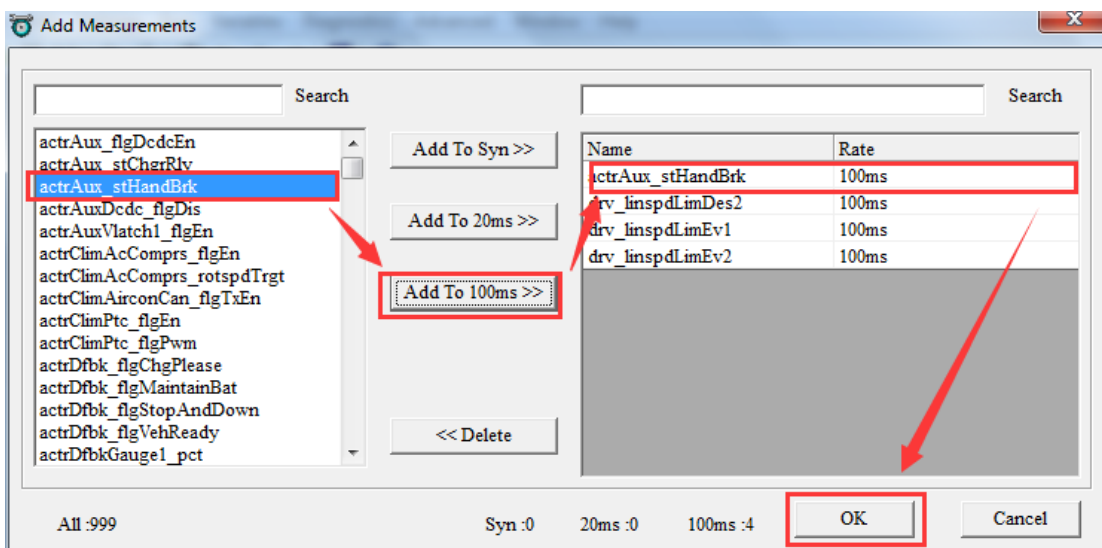 Add Measurements
Search
Search
actrAux_flgDcdcEn
actrAux_stChgrRly
actrAux_stHandBrk
actrAuxDcdc_flgDis
actrAuxVlatch1_flgEn
actrClimAcComprs_flgEn
actrClimAcComprs_rotspdTrgt
actrClimAirconCan_flgTxEn
actrClimPtc_flgEn
actrClimPtc_flgPwm
actrDfbk_flgChgPlease
actrDfbk_flgMaintainBat
actrDfbk_flgStopAndDown
actrDfbk_flgVehReady
actrDfbkGauge1_pct
Add To Syn >>
Add To 20ms >>
Add To 100ms >>
<< Delete
Name Rate
actrAux_stHandBrk 100ms
drv_linspdLimDes2 100ms
drv_linspdLimEv1 100ms
drv_linspdLimEv2 100ms
All :999 Syn :0 20ms :0 100ms :4 OK Cancel